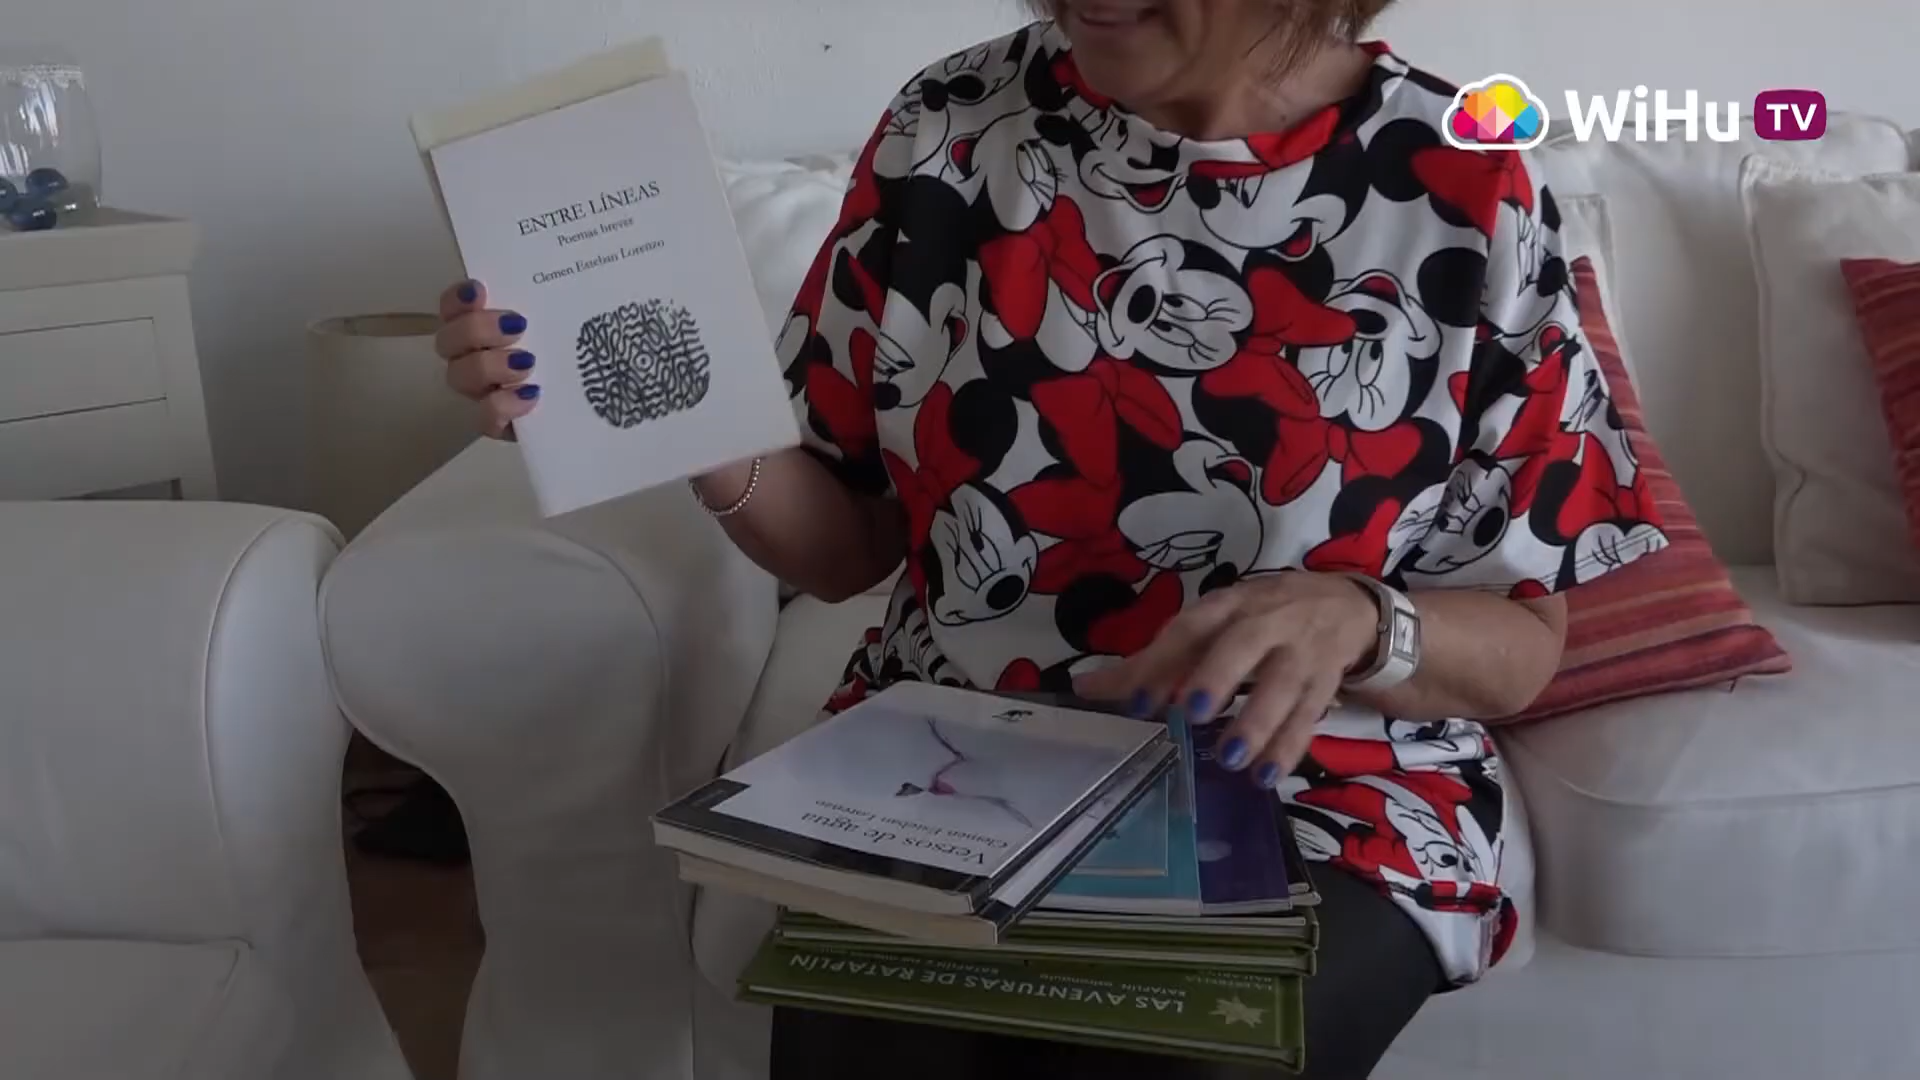 WiHu TV
ENTRE LÍNEAS
Poemas breves
Clemen Esteban Lorenzo
Versos de agua
Clemen Esteban Lorenzo
LAS AVENTURAS DE RATAPLÍN